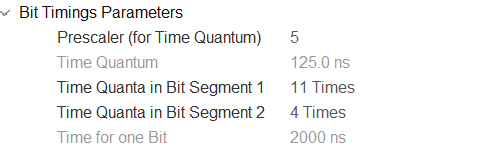 Bit Timings Parameters
Prescaler (for Time Quantum) 5
Time Quantum 125.0 ns
Time Quanta in Bit Segment 1 11 Times
Time Quanta in Bit Segment 2 4 Times
Time for one Bit 2000 ns